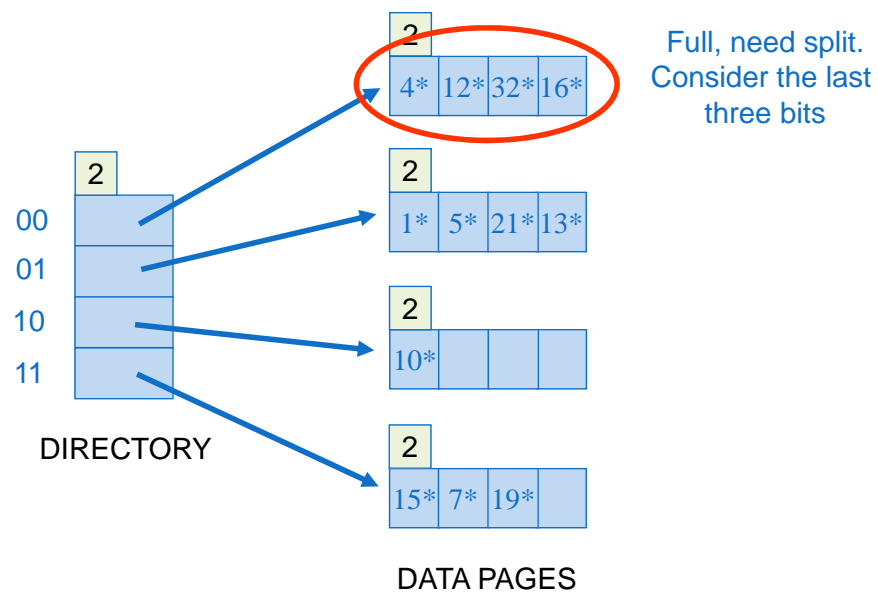 2
4* 12* 32* 16*
Full, need split.
Consider the last
three bits
2
1* 5* 21* 13*
2
00
01
10
11
2
10*
DIRECTORY
2
15* 7* 19*
DATA PAGES